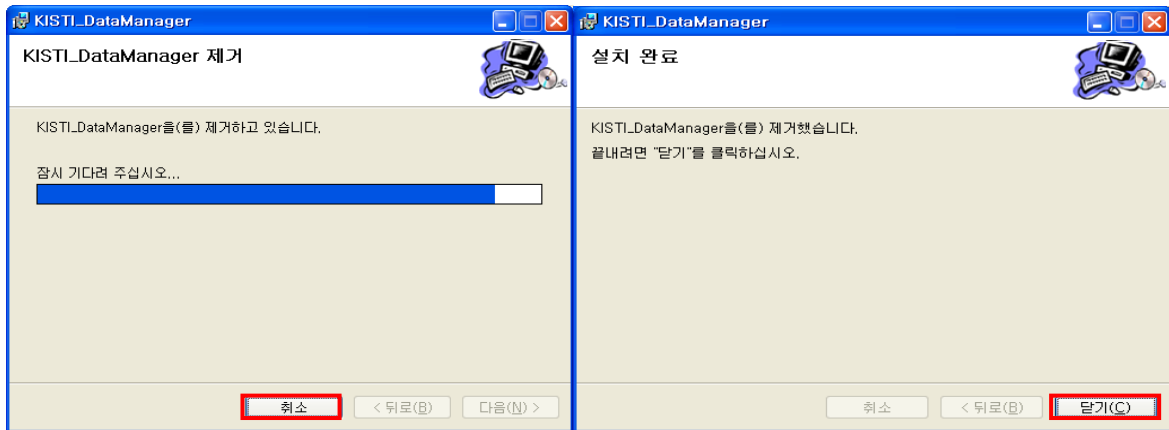 KISTI_DataManager
KISTI_DataManager 제거
KISTI_DataManager을(를) 제거하고 있습니다.
잠시 기다려 주십시오...
취소
< 뒤로(B)
다음(N) >
KISTI_DataManager
설치 완료
KISTI_DataManager을(를) 제거했습니다.
끝내려면 "닫기"를 클릭하십시오.
취소
< 뒤로(B)
닫기(C)